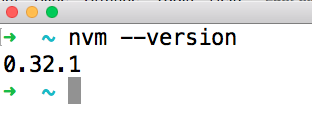 ➜  ~ nvm --version
0.32.1
➜  ~